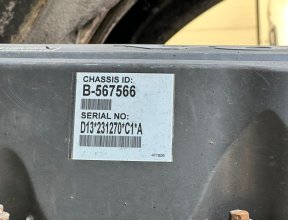 CHASSIS ID:
B-567566
SERIAL NO:
D13*231270*C1*A